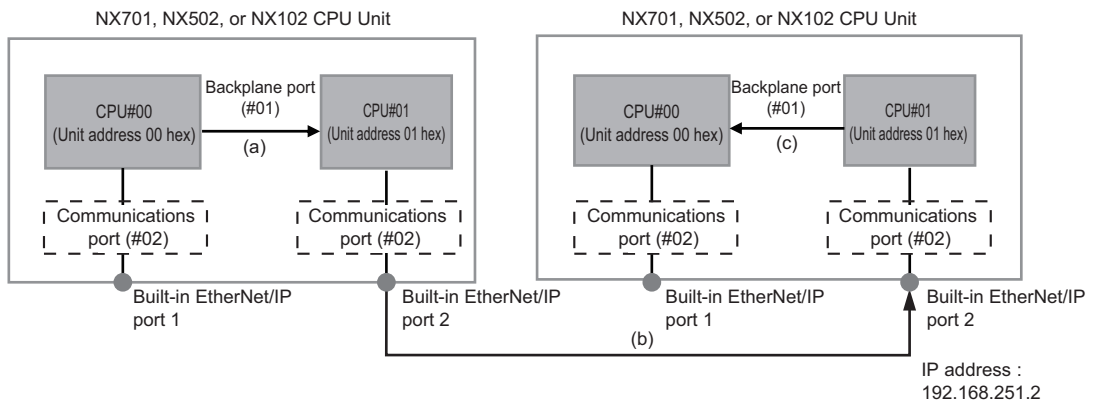 NX701, NX502, or NX102 CPU Unit
CPU#00
(Unit address 00 hex)
Backplane port
(#01)
(a)
CPU#01
(Unit address 01 hex)
Communications
port (#02)
Communications
port (#02)
Built-in EtherNet/IP
port 1
Built-in EtherNet/IP
port 2
NX701, NX502, or NX102 CPU Unit
CPU#00
(Unit address 00 hex)
Backplane port
(#01)
(c)
CPU#01
(Unit address 01 hex)
Communications
port (#02)
Communications
port (#02)
Built-in EtherNet/IP
port 1
Built-in EtherNet/IP
port 2
(b)
IP address :
192.168.251.2